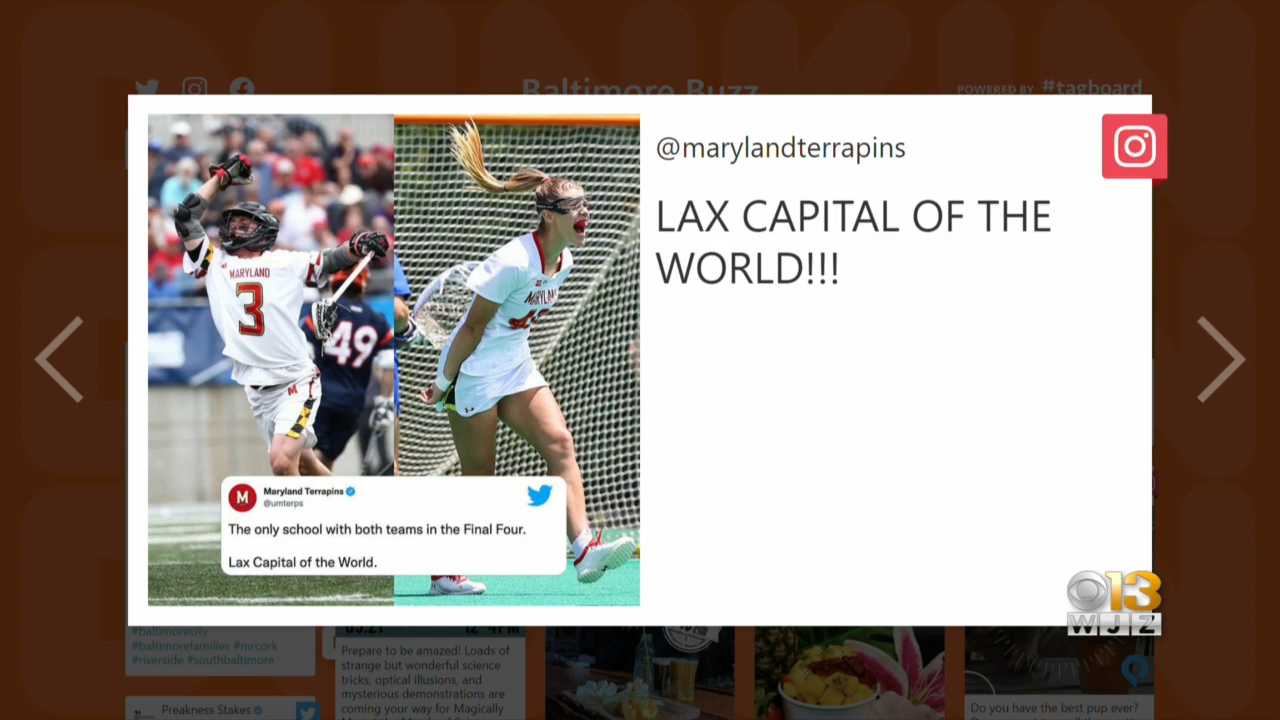 Baltimore Buzz
POWERED BY #tagboard
@marylandterrapins
LAX CAPITAL OF THE
WORLD!!!
MARYLAND
3
49
MARYLAND
M
M
Maryland Terrapins
@umterps
The only school with both teams in the Final Four.
Lax Capital of the World.
13
WJZ
#baltimorecity
#baltimorefamilies #mrcork
#riverside #southbaltimore
Preakness Stakes
Prepare to be amazed! Loads of
strange but wonderful science
tricks, optical illusions, and
mysterious demonstrations are
coming your way for Magically
Do you have the best pup ever?